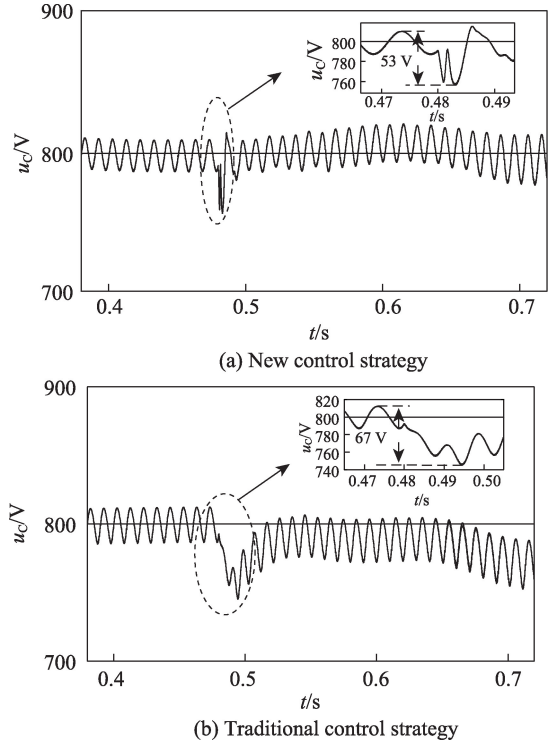 900
800
700
u_C/V
800
780
760
u_C/V
53 V
0.47 0.48 0.49
t/s
0.4 0.5 0.6 0.7
t/s
(a) New control strategy
900
800
700
u_C/V
820
800
780
760
740
u_C/V
67 V
0.47 0.48 0.49 0.50
t/s
0.4 0.5 0.6 0.7
t/s
(b) Traditional control strategy